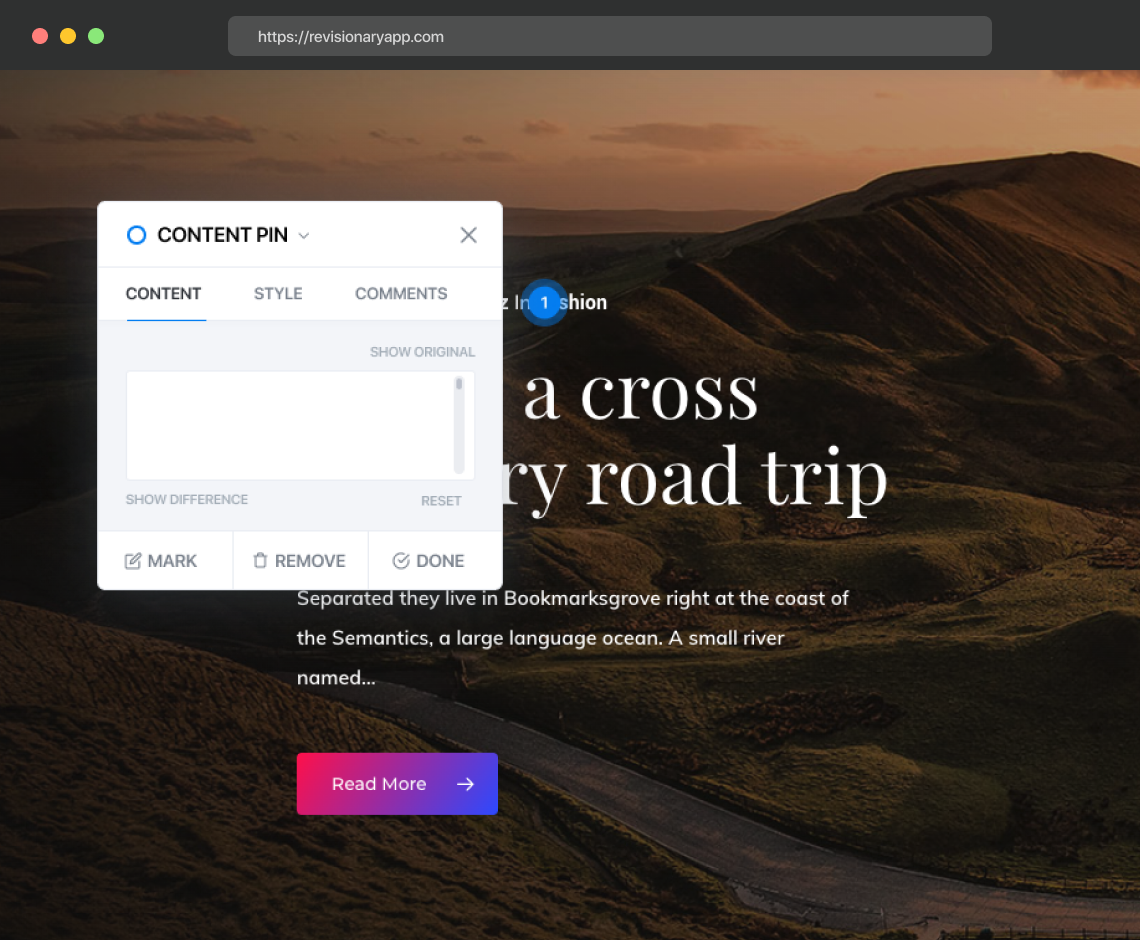 https://revisionaryapp.com
CONTENT PIN
CONTENT STYLE COMMENTS
z In 1 shion
SHOW ORIGINAL
a cross
ry road trip
SHOW DIFFERENCE RESET
MARK REMOVE DONE
Separated they live in Bookmarksgrove right at the coast of
the Semantics, a large language ocean. A small river
named...
Read More